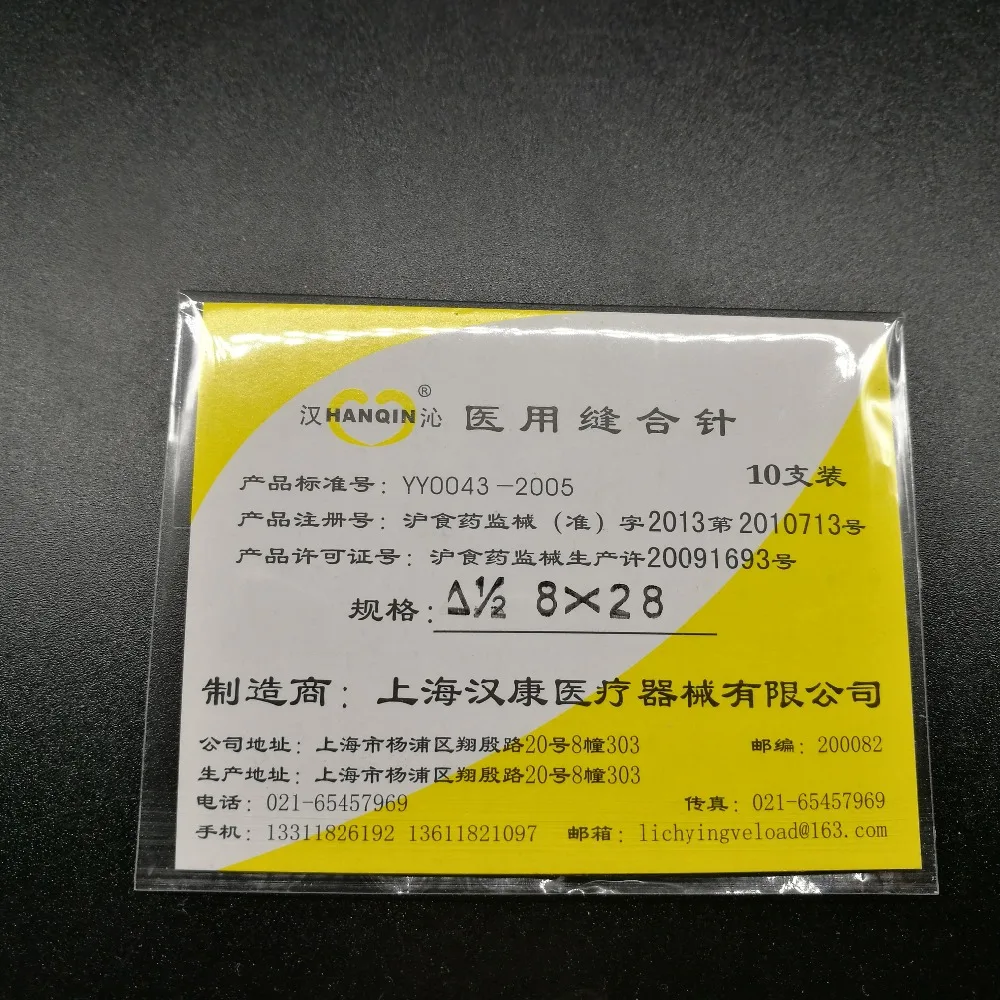 汉HANQIN沁® 医用缝合针
10支装
产品标准号：YY0043-2005
产品注册号：沪食药监械（准）字2013第2010713号
产品许可证号：沪食药监械生产许20091693号
规格：Δ½ 8×28
制造商：上海汉康医疗器械有限公司
公司地址：上海市杨浦区翔殷路20号8幢303 邮编：200082
生产地址：上海市杨浦区翔殷路20号8幢303
电话：021-65457969 传真：021-65457969
手机：13311826192 13611821097 邮箱：lichyingveload@163.com